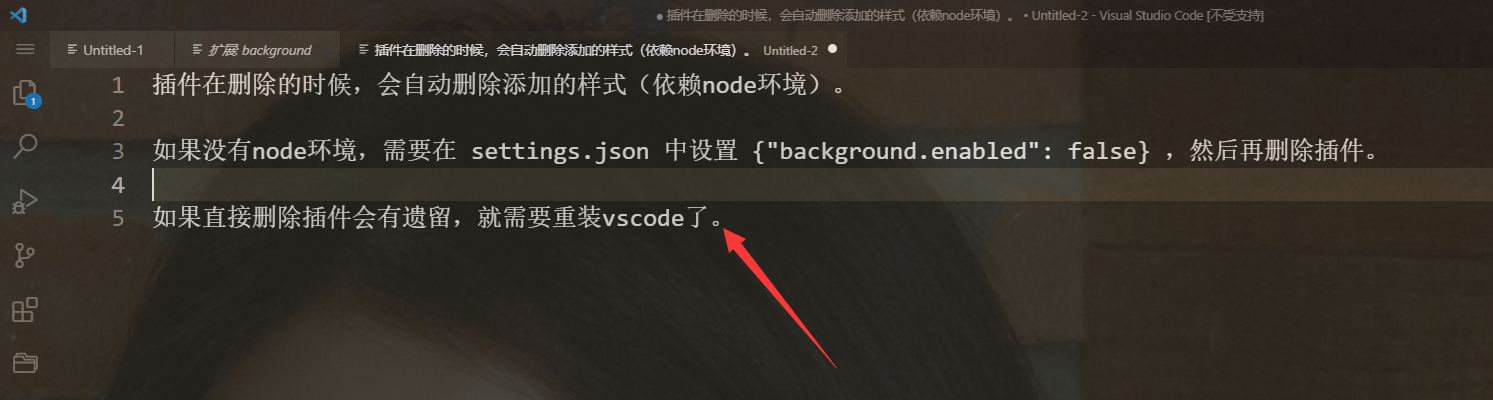 ● 插件在删除的时候，会自动删除添加的样式（依赖node环境）。 • Untitled-2 - Visual Studio Code [不受支持]
Untitled-1
扩展 background
插件在删除的时候，会自动删除添加的样式（依赖node环境）。 Untitled-2 ●
1 插件在删除的时候，会自动删除添加的样式（依赖node环境）。
2
3 如果没有node环境，需要在 settings.json 中设置 {"background.enabled": false} ，然后再删除插件。
4
5 如果直接删除插件会有遗留，就需要重装vscode了。
1